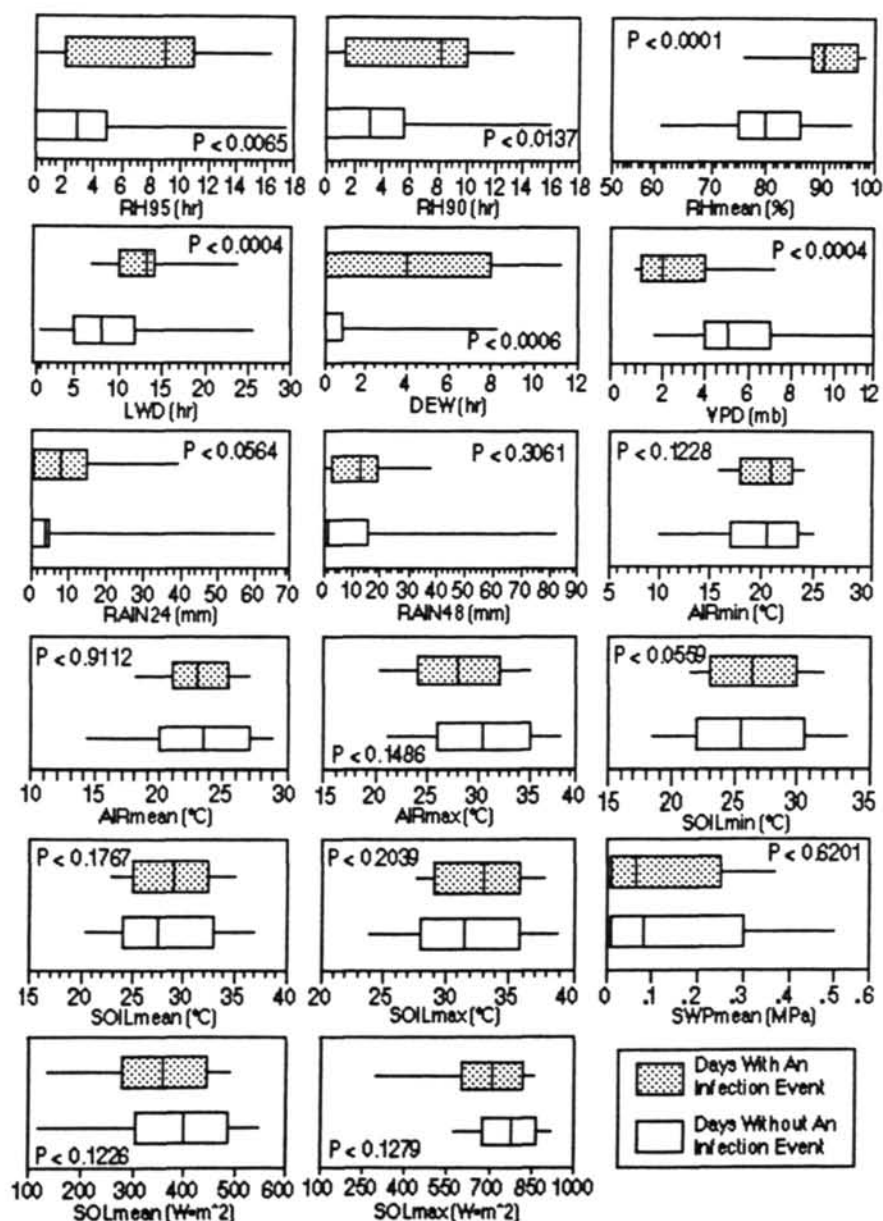 P < 0.0065
0 2 4 6 8 10 12 14 16 18
RH95 (hr)
P < 0.0137
0 2 4 6 8 10 12 14 16 18
RH90 (hr)
P < 0.0001
50 60 70 80 90 100
RHmean (%)
P < 0.0004
0 5 10 15 20 25 30
LWD (hr)
P < 0.0006
0 2 4 6 8 10 12
DEW (hr)
P < 0.0004
0 2 4 6 8 10 12
VPD (mb)
P < 0.0564
0 10 20 30 40 50 60 70
RAIN24 (mm)
P < 0.3061
0 10 20 30 40 50 60 70 80 90
RAIN48 (mm)
P < 0.1228
5 10 15 20 25 30
AIRmin (°C)
P < 0.9112
10 15 20 25 30
AIRmean (°C)
P < 0.1486
15 20 25 30 35 40
AIRmax (°C)
P < 0.0559
15 20 25 30 35
SOILmin (°C)
P < 0.1767
15 20 25 30 35 40
SOILmean (°C)
P < 0.2039
20 25 30 35 40
SOILmax (°C)
P < 0.6201
0 .1 .2 .3 .4 .5 .6
SWPmean (MPa)
P < 0.1226
100 200 300 400 500 600
SOLmean (W•m^2)
P < 0.1279
100 250 400 550 700 850 1000
SOLmax (W•m^2)
Days With An
Infection Event
Days Without An
Infection Event